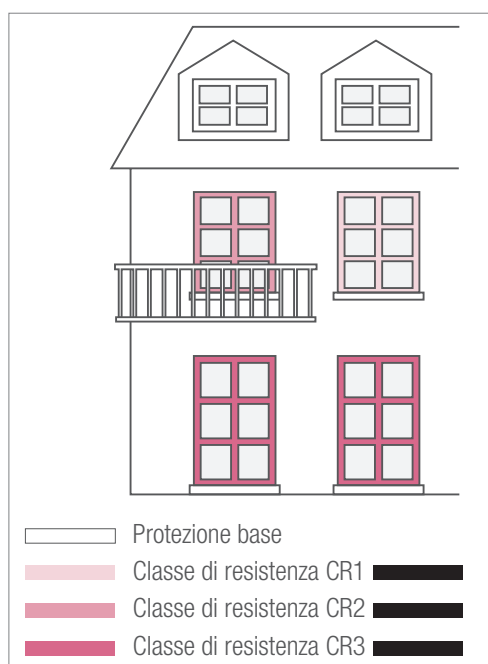 Protezione base
Classe di resistenza CR1
Classe di resistenza CR2
Classe di resistenza CR3